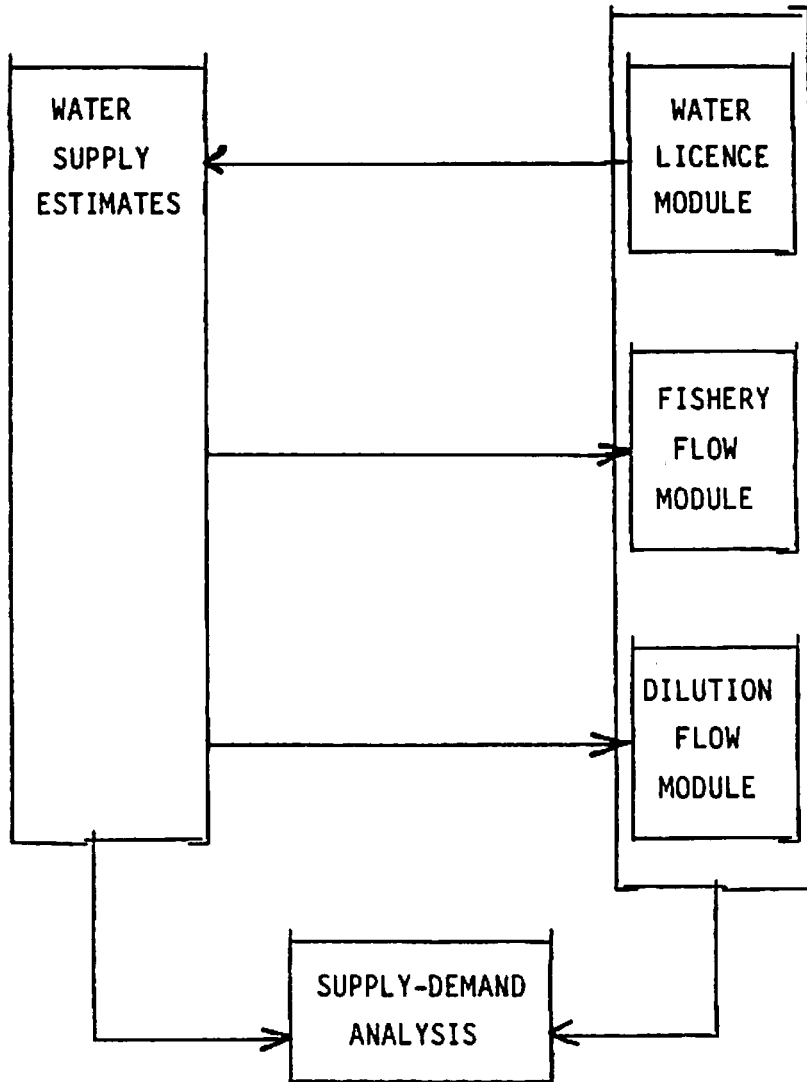 WATER
SUPPLY
ESTIMATES
WATER
LICENCE
MODULE
FISHERY
FLOW
MODULE
DILUTION
FLOW
MODULE
SUPPLY-DEMAND
ANALYSIS